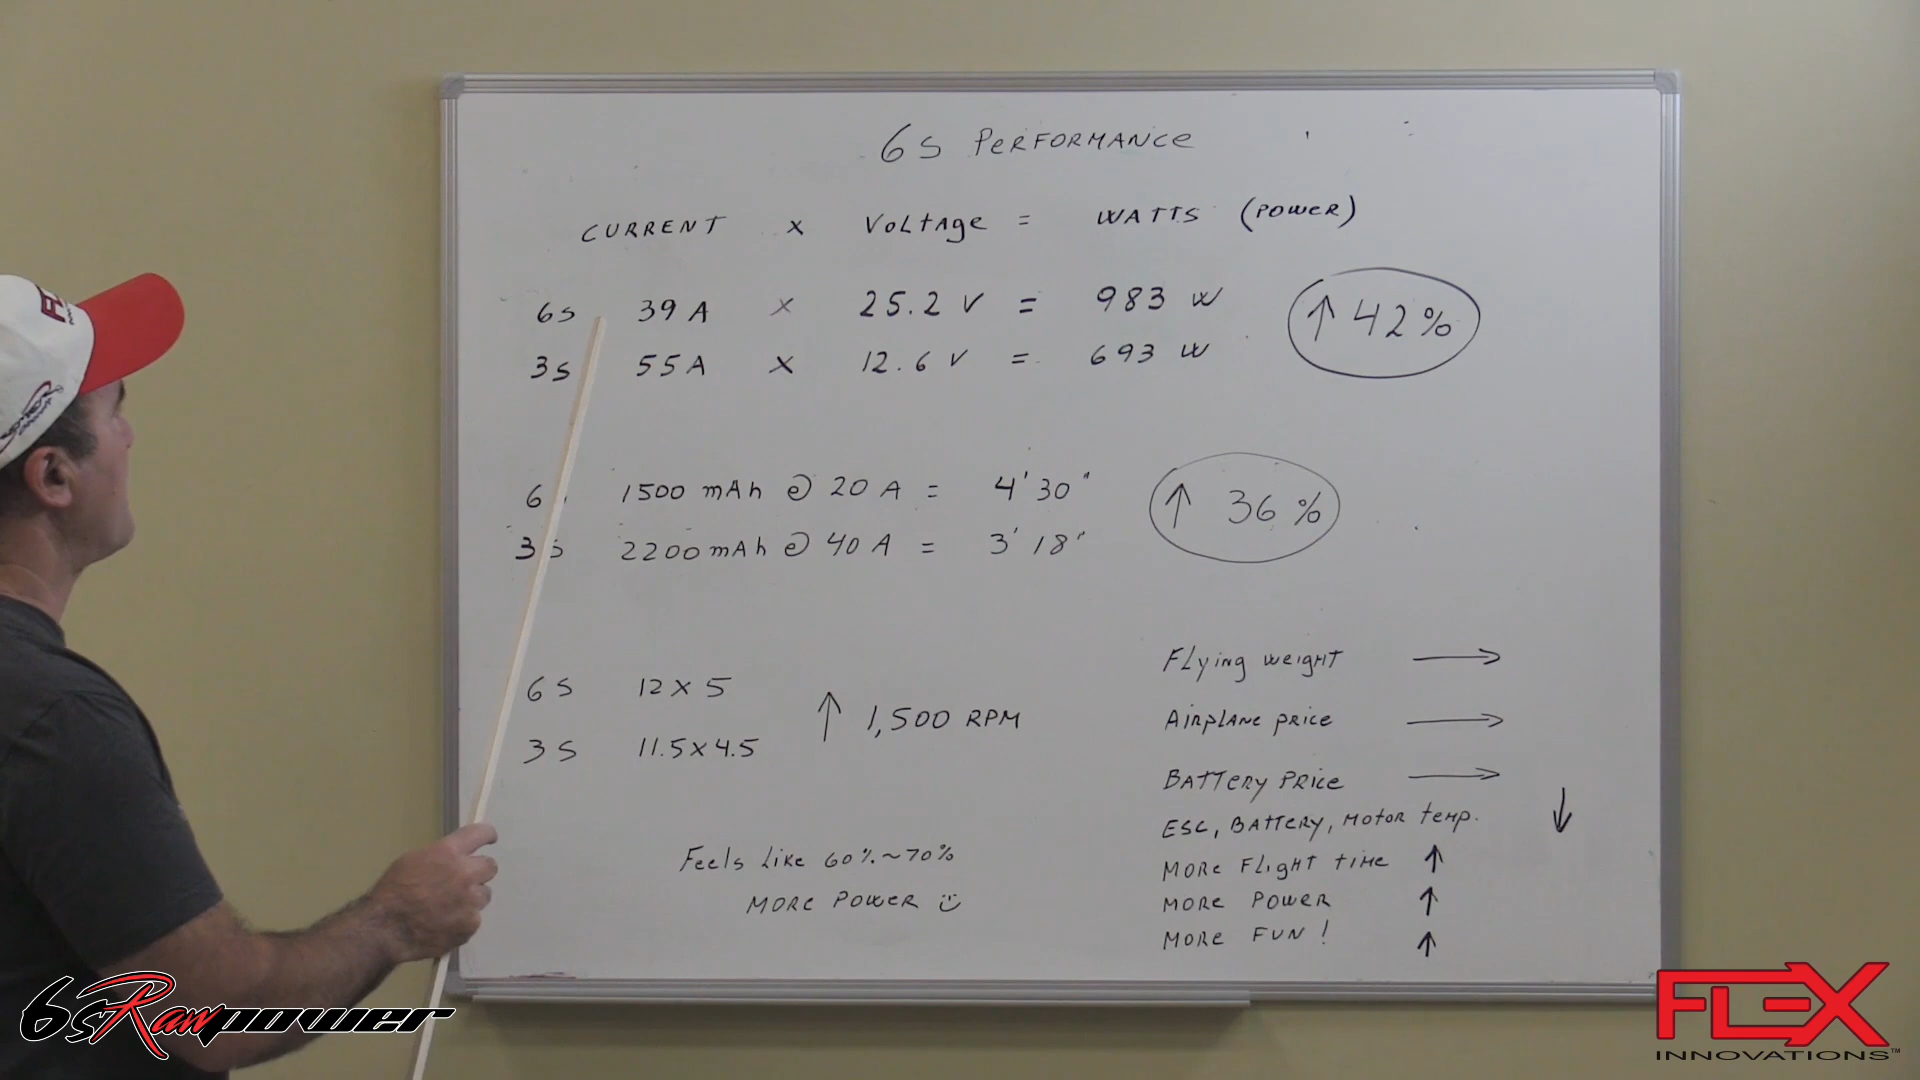 6S PERFORMANCE
CURRENT x VOLTAGE = WATTS (POWER)
6S 39 A x 25.2 V = 983 W ↑ 42%
3S 55 A x 12.6 V = 693 W
6 1500 mAh @ 20 A = 4' 30" ↑ 36%
3S 2200 mAh @ 40 A = 3' 18"
6S 12 x 5
3S 11.5 x 4.5
↑ 1,500 RPM
Feels Like 60%~70%
MORE POWER
Flying weight →
Airplane price →
Battery Price →
ESC, Battery, Motor temp. ↓
More Flight time ↑
More Power ↑
More Fun! ↑
6S Raw power
FLEX
INNOVATIONS™